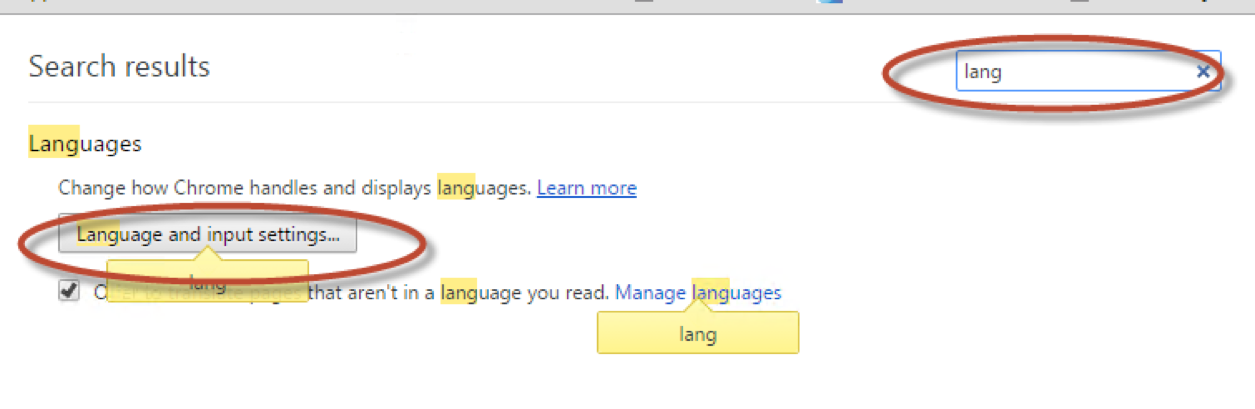 Search results
lang
Languages
Change how Chrome handles and displays languages. Learn more
Language and input settings...
lang
that aren't in a language you read. Manage languages
lang